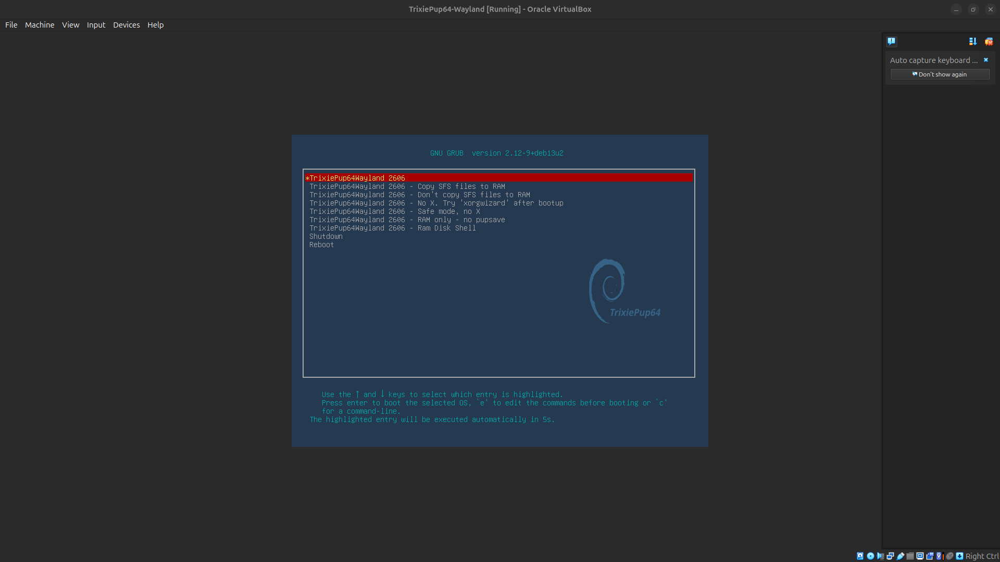 TrixiePup64-Wayland [Running] - Oracle VirtualBox
File Machine View Input Devices Help
Auto capture keyboard ...
Don't show again
GNU GRUB  version 2.12-9+deb13u2
*TrixiePup64Wayland 2606
TrixiePup64Wayland 2606 - Copy SFS files to RAM
TrixiePup64Wayland 2606 - Don't copy SFS files to RAM
TrixiePup64Wayland 2606 - No X. Try 'xorgwizard' after bootup
TrixiePup64Wayland 2606 - Safe mode, no X
TrixiePup64Wayland 2606 - RAM only - no pupsave
TrixiePup64Wayland 2606 - Ram Disk Shell
Shutdown
Reboot
TrixiePup64
Use the ↑ and ↓ keys to select which entry is highlighted.
Press enter to boot the selected OS, `e' to edit the commands before booting or `c'
for a command-line.
The highlighted entry will be executed automatically in 5s.
Right Ctrl